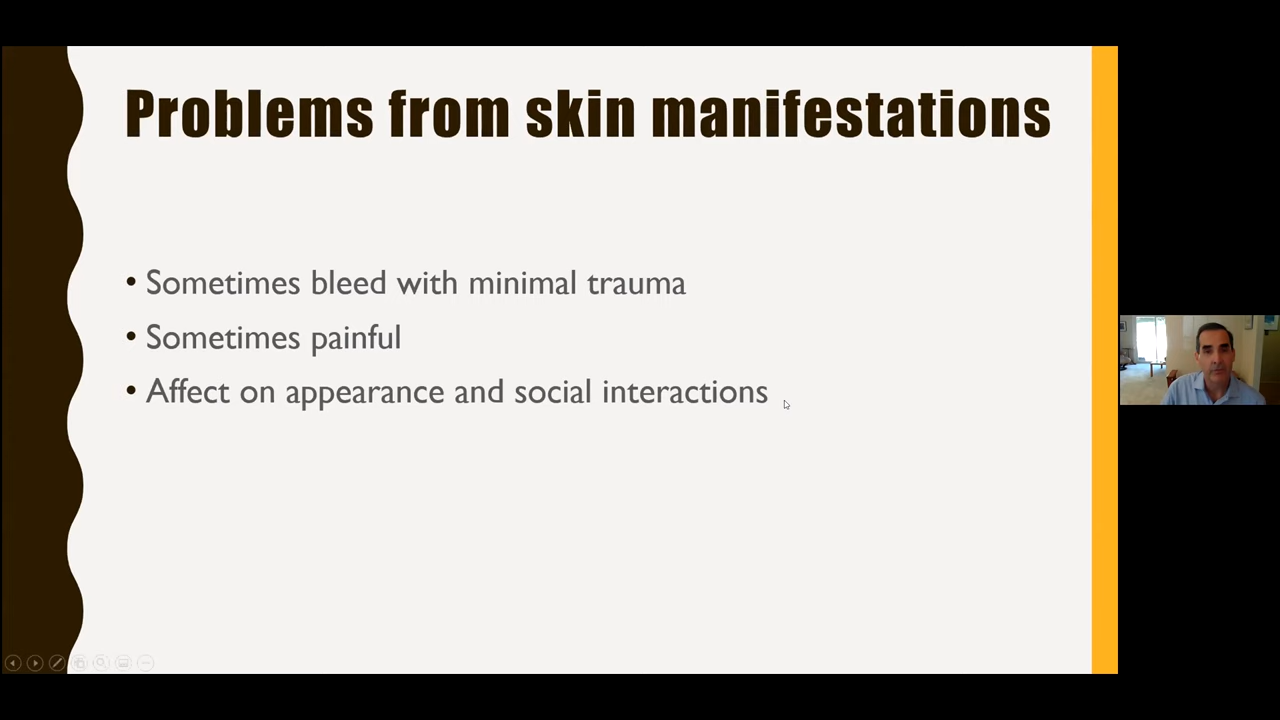 Problems from skin manifestations
• Sometimes bleed with minimal trauma
• Sometimes painful
• Affect on appearance and social interactions